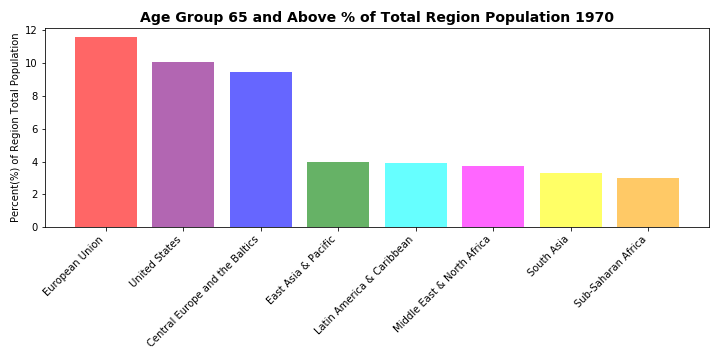 Age Group 65 and Above % of Total Region Population 1970
Percent(%) of Region Total Population
12
10
8
6
4
2
0
European Union
United States
Central Europe and the Baltics
East Asia & Pacific
Latin America & Caribbean
Middle East & North Africa
South Asia
Sub-Saharan Africa